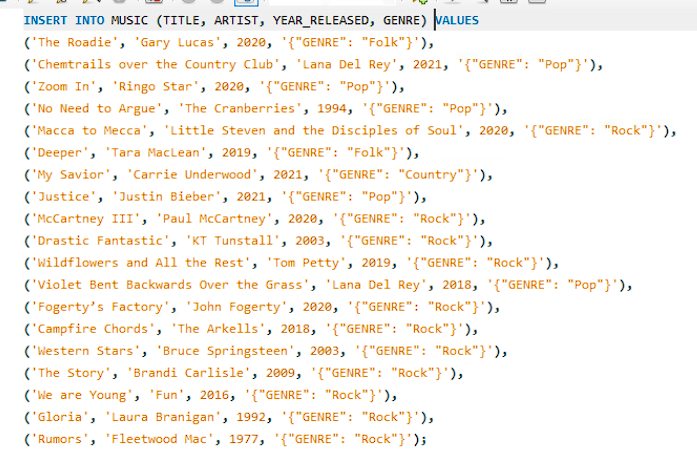 INSERT INTO MUSIC (TITLE, ARTIST, YEAR_RELEASED, GENRE) VALUES
('The Roadie', 'Gary Lucas', 2020, '{"GENRE": "Folk"}'),
('Chemtrails over the Country Club', 'Lana Del Rey', 2021, '{"GENRE": "Pop"}'),
('Zoom In', 'Ringo Star', 2020, '{"GENRE": "Pop"}'),
('No Need to Argue', 'The Cranberries', 1994, '{"GENRE": "Pop"}'),
('Macca to Mecca', 'Little Steven and the Disciples of Soul', 2020, '{"GENRE": "Rock"}'),
('Deeper', 'Tara MacLean', 2019, '{"GENRE": "Folk"}'),
('My Savior', 'Carrie Underwood', 2021, '{"GENRE": "Country"}'),
('Justice', 'Justin Bieber', 2021, '{"GENRE": "Pop"}'),
('McCartney III', 'Paul McCartney', 2020, '{"GENRE": "Rock"}'),
('Drastic Fantastic', 'KT Tunstall', 2003, '{"GENRE": "Rock"}'),
('Wildflowers and All the Rest', 'Tom Petty', 2019, '{"GENRE": "Rock"}'),
('Violet Bent Backwards Over the Grass', 'Lana Del Rey', 2018, '{"GENRE": "Pop"}'),
('Fogerty’s Factory', 'John Fogerty', 2020, '{"GENRE": "Rock"}'),
('Campfire Chords', 'The Arkells', 2018, '{"GENRE": "Rock"}'),
('Western Stars', 'Bruce Springsteen', 2003, '{"GENRE": "Rock"}'),
('The Story', 'Brandi Carlisle', 2009, '{"GENRE": "Rock"}'),
('We are Young', 'Fun', 2016, '{"GENRE": "Rock"}'),
('Gloria', 'Laura Branigan', 1992, '{"GENRE": "Rock"}'),
('Rumors', 'Fleetwood Mac', 1977, '{"GENRE": "Rock"}');